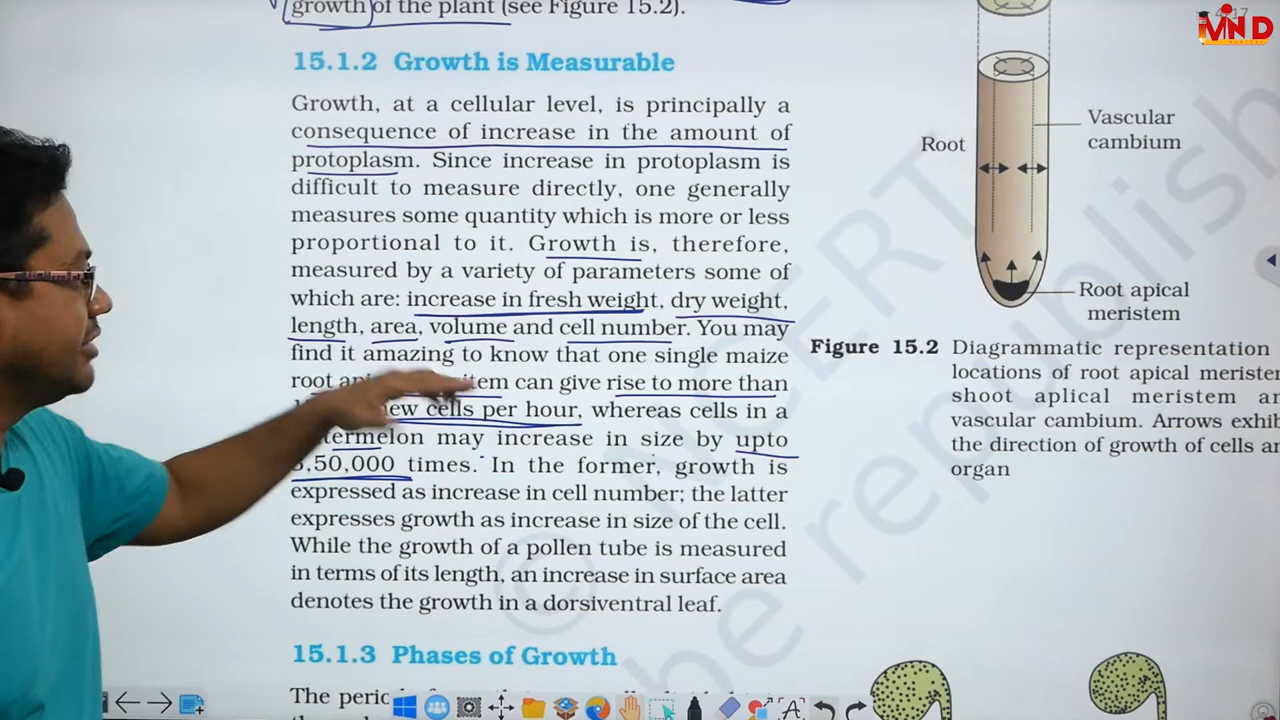 growth of the plant (see Figure 15.2).
15.1.2 Growth is Measurable
Growth, at a cellular level, is principally a
consequence of increase in the amount of
protoplasm. Since increase in protoplasm is
difficult to measure directly, one generally
measures some quantity which is more or less
proportional to it. Growth is, therefore,
measured by a variety of parameters some of
which are: increase in fresh weight, dry weight,
length, area, volume and cell number. You may
find it amazing to know that one single maize
root can give rise to more than
new cells per hour, whereas cells in a
may increase in size by upto
,50,000 times. In the former, growth is
expressed as increase in cell number; the latter
expresses growth as increase in size of the cell.
While the growth of a pollen tube is measured
in terms of its length, an increase in surface area
denotes the growth in a dorsiventral leaf.
15.1.3 Phases of Growth
The
Root
Vascular
cambium
Root apical
meristem
Figure 15.2 Diagrammatic representation
locations of root apical
shoot aplical meristem
vascular cambium. Arrows
the direction of growth of cells
organ
© NCERT
be republish
MIND